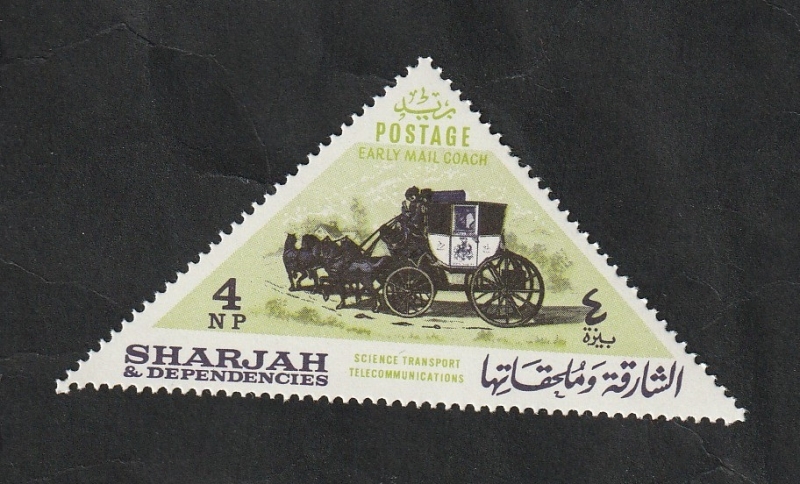 بريد
POSTAGE
EARLY MAIL COACH
4
NP
٤
بيزة
SHARJAH
& DEPENDENCIES
SCIENCE TRANSPORT
TELECOMMUNICATIONS
الشارقة وملحقاتها